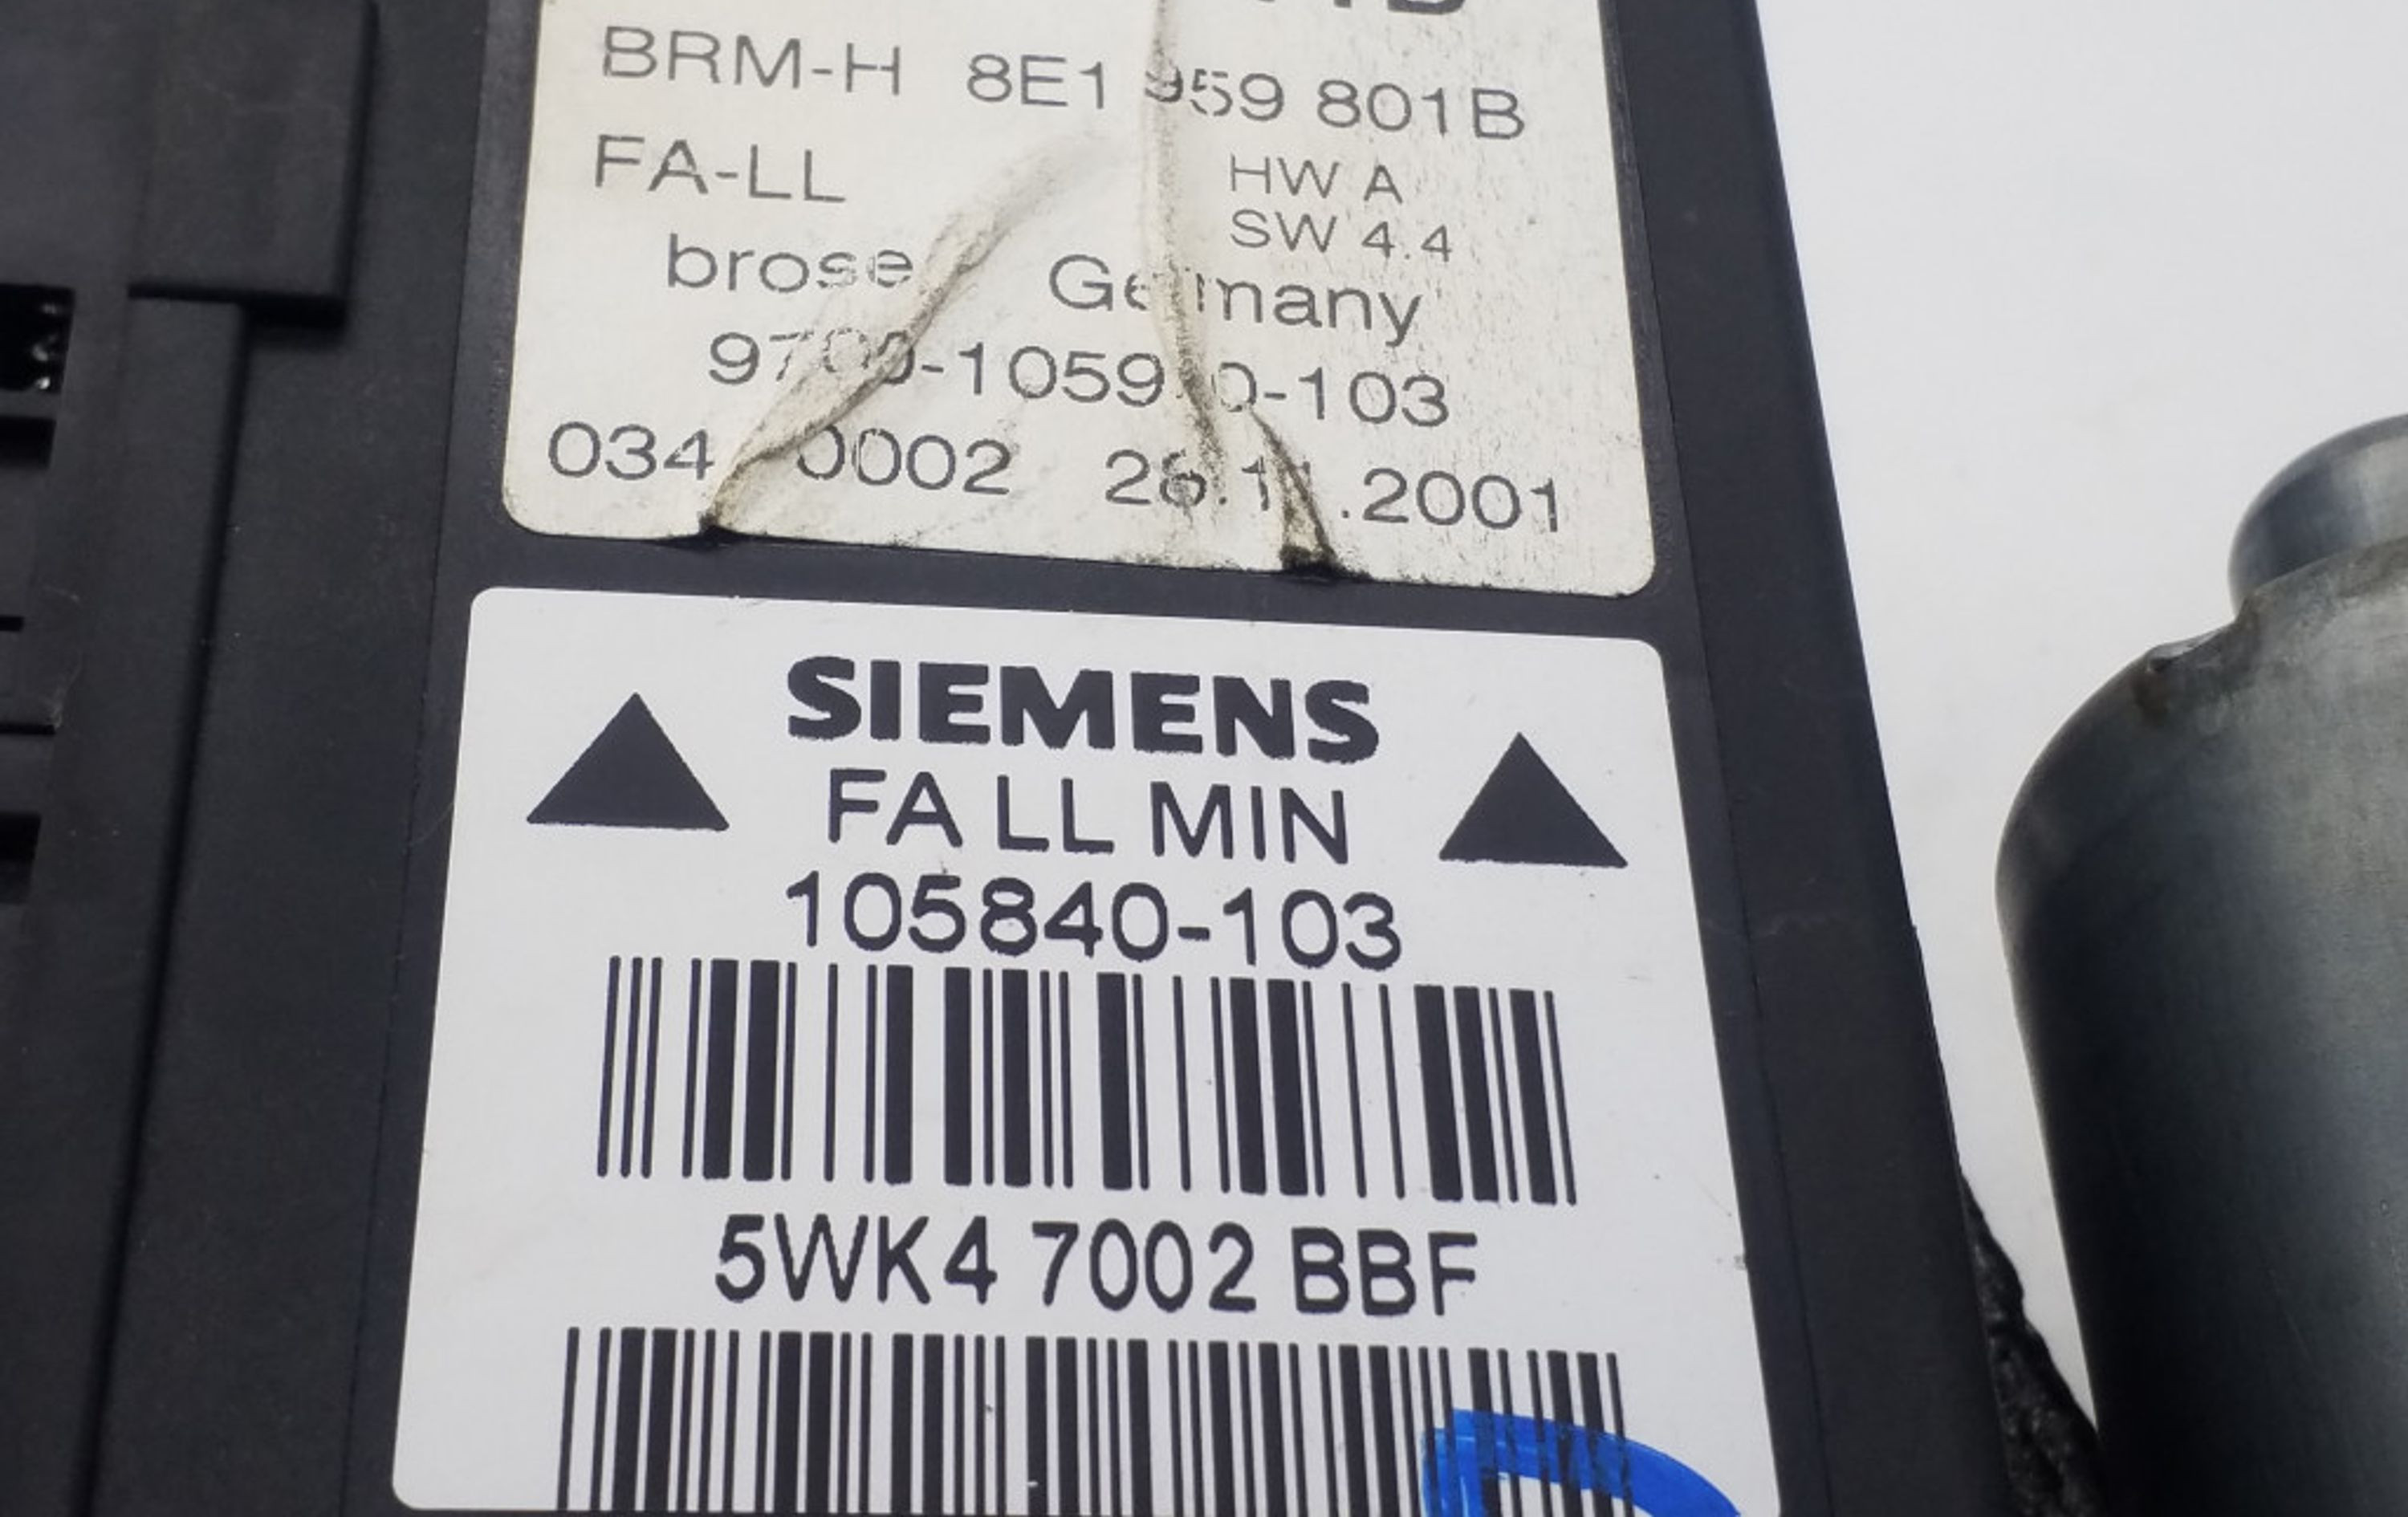 BRM-H 8E1 959 801B
FA-LL HW A
SW 4.4
brose Germany
-103
0002 .2001
SIEMENS
FA LL MIN
105840-103
5WK4 7002 BBF